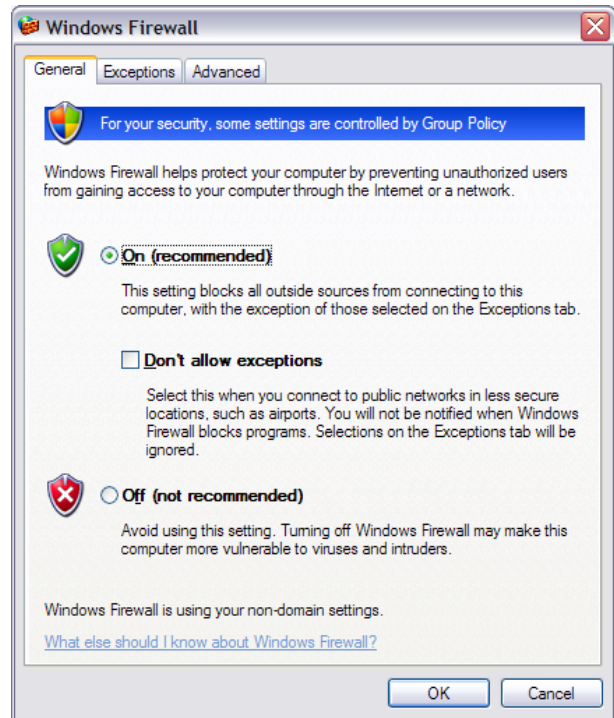 Windows Firewall
General Exceptions Advanced
For your security, some settings are controlled by Group Policy
Windows Firewall helps protect your computer by preventing unauthorized users
from gaining access to your computer through the Internet or a network.
On (recommended)
This setting blocks all outside sources from connecting to this
computer, with the exception of those selected on the Exceptions tab.
Don't allow exceptions
Select this when you connect to public networks in less secure
locations, such as airports. You will not be notified when Windows
Firewall blocks programs. Selections on the Exceptions tab will be
ignored.
Off (not recommended)
Avoid using this setting. Turning off Windows Firewall may make this
computer more vulnerable to viruses and intruders.
Windows Firewall is using your non-domain settings.
What else should I know about Windows Firewall?
OK Cancel